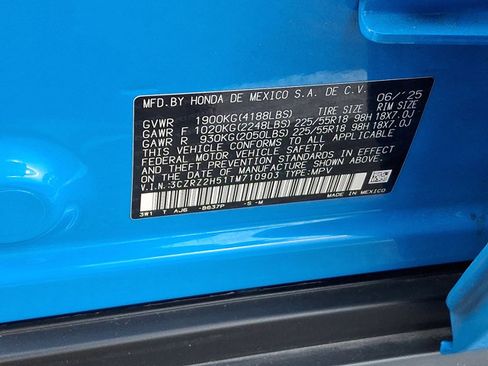 MFD.BY HONDA DE MEXICO S.A. DE C.V. 06/'25
TIRE SIZE RIM SIZE
GVWR 1900KG(4188LBS)
GAWR F 1020KG(2248LBS) 225/55R18 98H 18X7.0J
GAWR R 930KG(2050LBS) 225/55R18 98H 18X7.0J
THIS VEHICLE CONFORMS TO ALL APPLICABLE
FEDERAL MOTOR VEHICLE SAFETY AND
THEFT PREVENTION STANDARDS IN EFFECT ON
THE DATE OF MANUFACTURE SHOWN ABOVE.
V.I.N.:3CZRZ2H51TM710903 TYPE:MPV
3W1 T AJ6 -B637P -S -M
MADE IN MEXICO